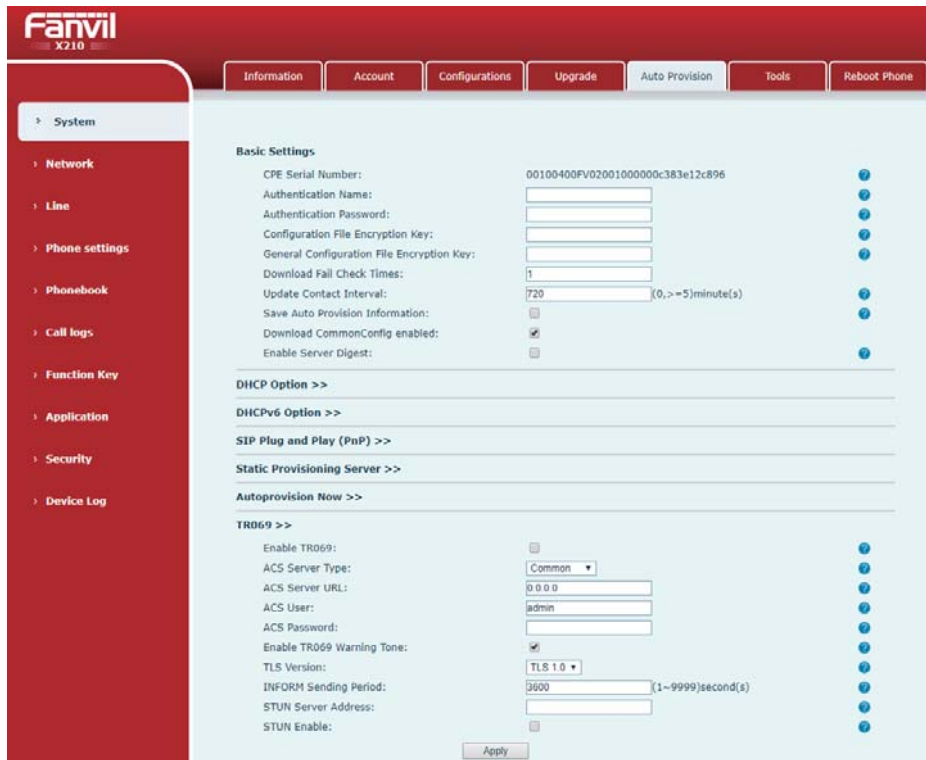 Fanvil
X210
Information Account Configurations Upgrade Auto Provision Tools Reboot Phone
› System
› Network
› Line
› Phone settings
› Phonebook
› Call logs
› Function Key
› Application
› Security
› Device Log
Basic Settings
CPE Serial Number: 00100400FV02001000000c383e12c896
Authentication Name:
Authentication Password:
Configuration File Encryption Key:
General Configuration File Encryption Key:
Download Fail Check Times: 1
Update Contact Interval: 720 (0,>=5)minute(s)
Save Auto Provision Information:
Download CommonConfig enabled:
Enable Server Digest:
DHCP Option >>
DHCPv6 Option >>
SIP Plug and Play (PnP) >>
Static Provisioning Server >>
Autoprovision Now >>
TR069 >>
Enable TR069:
ACS Server Type: Common
ACS Server URL: 0.0.0.0
ACS User: admin
ACS Password:
Enable TR069 Warning Tone:
TLS Version: TLS 1.0
INFORM Sending Period: 3600 (1~9999)second(s)
STUN Server Address:
STUN Enable:
Apply